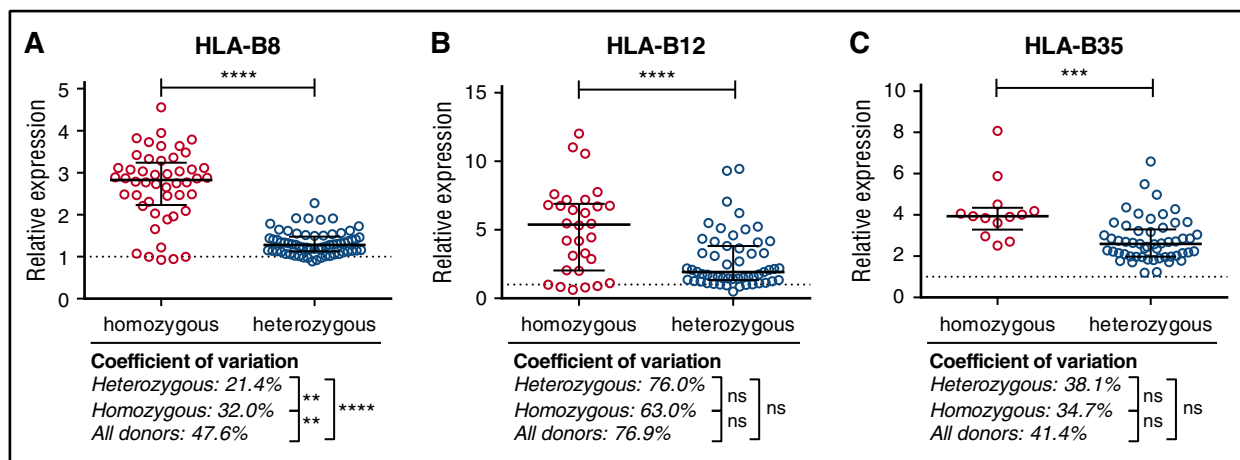 A
HLA-B8
****
Relative expression
5
4
3
2
1
0
homozygous heterozygous
Coefficient of variation
Heterozygous: 21.4%
Homozygous: 32.0%
All donors: 47.6%
**
**
****
B
HLA-B12
****
Relative expression
15
10
5
0
homozygous heterozygous
Coefficient of variation
Heterozygous: 76.0%
Homozygous: 63.0%
All donors: 76.9%
ns
ns
ns
C
HLA-B35
***
Relative expression
10
8
6
4
2
0
homozygous heterozygous
Coefficient of variation
Heterozygous: 38.1%
Homozygous: 34.7%
All donors: 41.4%
ns
ns
ns